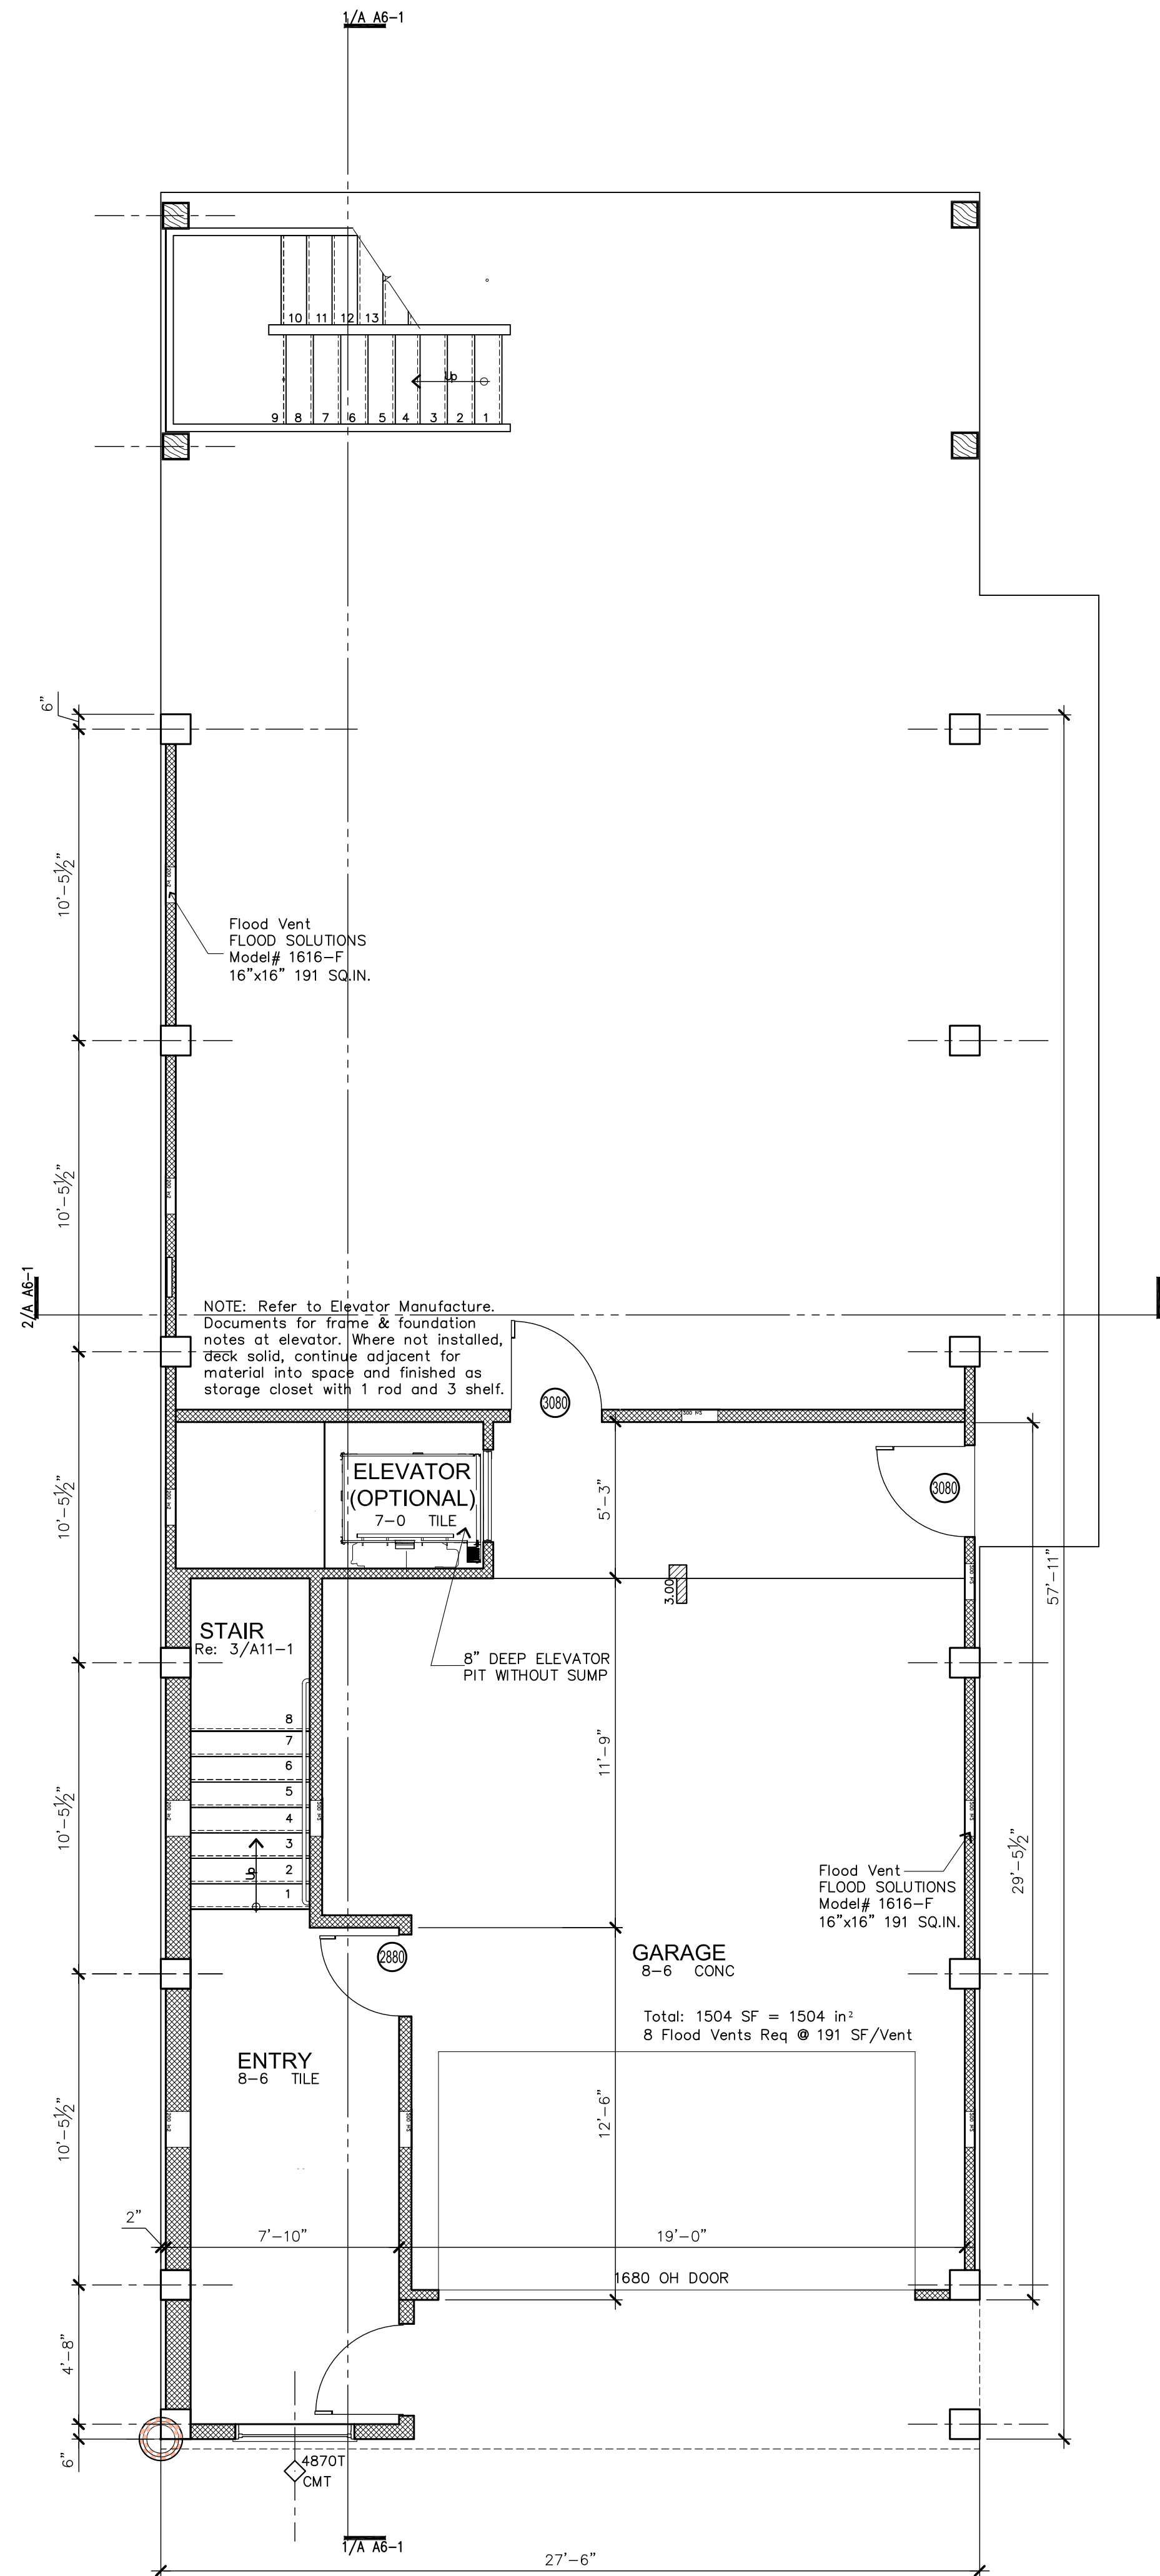 1/A A6-1
10 11 12 13
Up
9 8 7 6 5 4 3 2 1
6"
10'-5½"
Flood Vent
FLOOD SOLUTIONS
Model# 1616-F
16"x16" 191 SQ.IN.
10'-5½"
2/A A6-1
NOTE: Refer to Elevator Manufacture.
Documents for frame & foundation
notes at elevator. Where not installed,
deck solid, continue adjacent for
material into space and finished as
storage closet with 1 rod and 3 shelf.
3080
ELEVATOR
(OPTIONAL)
7-0 TILE
3080
10'-5½"
5'-3"
57'-11"
3.00
STAIR
Re: 3/A11-1
8" DEEP ELEVATOR
PIT WITHOUT SUMP
8
7
6
5
4
3
2
1
Up
10'-5½"
11'-9"
29'-5½"
Flood Vent
FLOOD SOLUTIONS
Model# 1616-F
16"x16" 191 SQ.IN.
2880
GARAGE
8-6 CONC
Total: 1504 SF = 1504 in²
8 Flood Vents Req @ 191 SF/Vent
ENTRY
8-6 TILE
10'-5½"
12'-6"
2"
7'-10"
19'-0"
1680 OH DOOR
4'-8"
6"
4870T
CMT
1/A A6-1
27'-6"